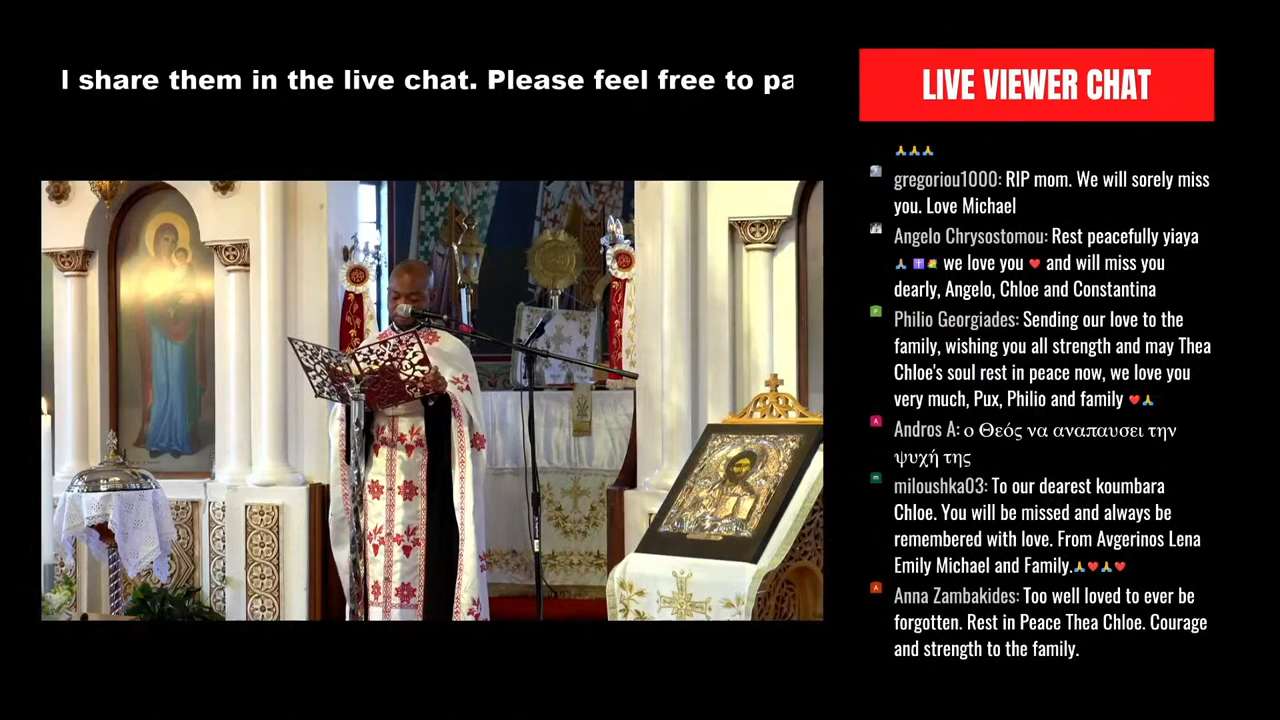 l share them in the live chat. Please feel free to pa
LIVE VIEWER CHAT
gregoriou1000: RIP mom. We will sorely miss
you. Love Michael
Angelo Chrysostomou: Rest peacefully yiaya
🙏🏽 ✝️💐 we love you ❤️ and will miss you
dearly, Angelo, Chloe and Constantina
Philio Georgiades: Sending our love to the
family, wishing you all strength and may Thea
Chloe's soul rest in peace now, we love you
very much, Pux, Philio and family ❤️🙏
Andros A: ο Θεός να αναπαυσει την
ψυχή της
miloushka03: To our dearest koumbara
Chloe. You will be missed and always be
remembered with love. From Avgerinos Lena
Emily Michael and Family.🙏❤️🙏❤️
Anna Zambakides: Too well loved to ever be
forgotten. Rest in Peace Thea Chloe. Courage
and strength to the family.